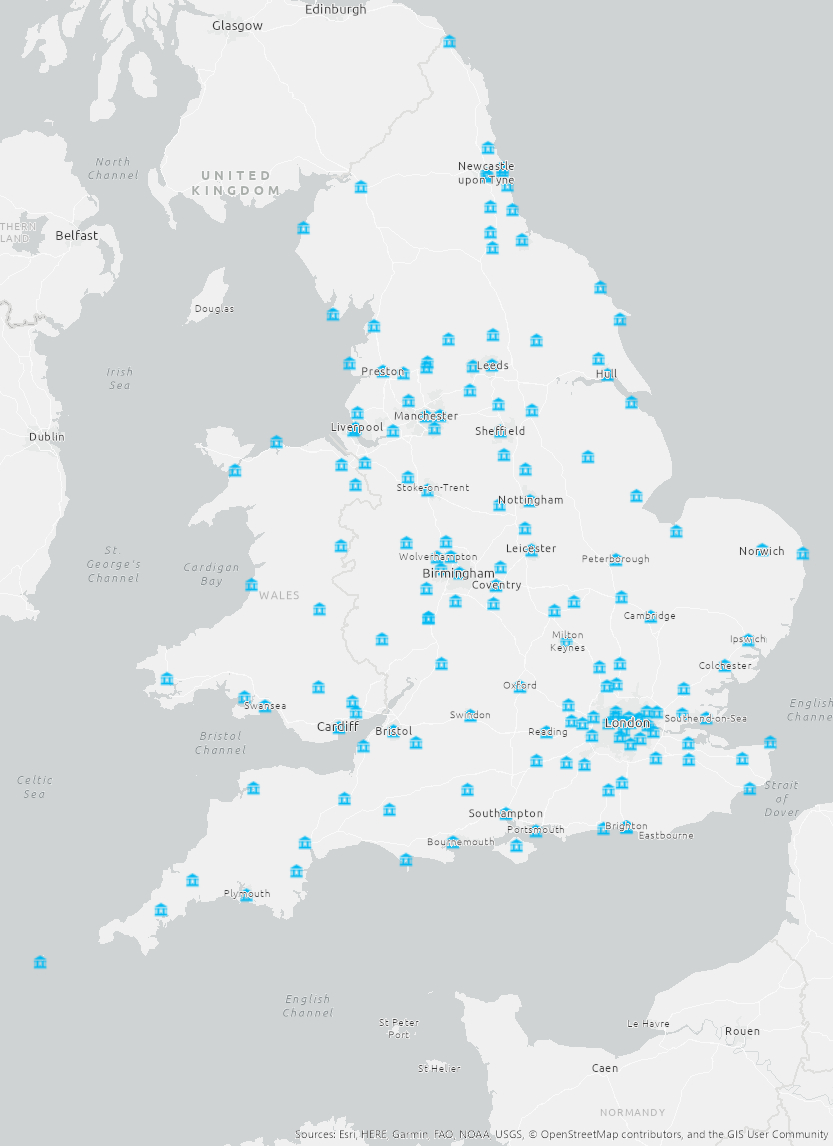 Edinburgh
Glasgow
North
Channel
UNITED
KINGDOM
Newcastle
upon Tyne
THERN
LAND
Belfast
Douglas
Irish
Sea
Preston
Leeds
Hull
Manchester
Liverpool
Sheffield
Dublin
Stoke-on-Trent
Nottingham
St.
George's
Channel
Cardigan
Bay
WALES
Wolverhampton
Leicester
Peterborough
Norwich
Birmingham
Coventry
Cambridge
Milton
Keynes
Ipswich
Colchester
Oxford
Swansea
Cardiff
Bristol
Swindon
Reading
London
Southend-on-Sea
English
Channe
Bristol
Channel
Celtic
Sea
Strait
of
Dover
Southampton
Portsmouth
Brighton
Eastbourne
Bournemouth
Plymouth
English
Channel
St Peter
Port
St Helier
Le Havre
Rouen
Caen
NORMANDY
Sources: Esri, HERE, Garmin, FAO, NOAA, USGS, © OpenStreetMap contributors, and the GIS User Community